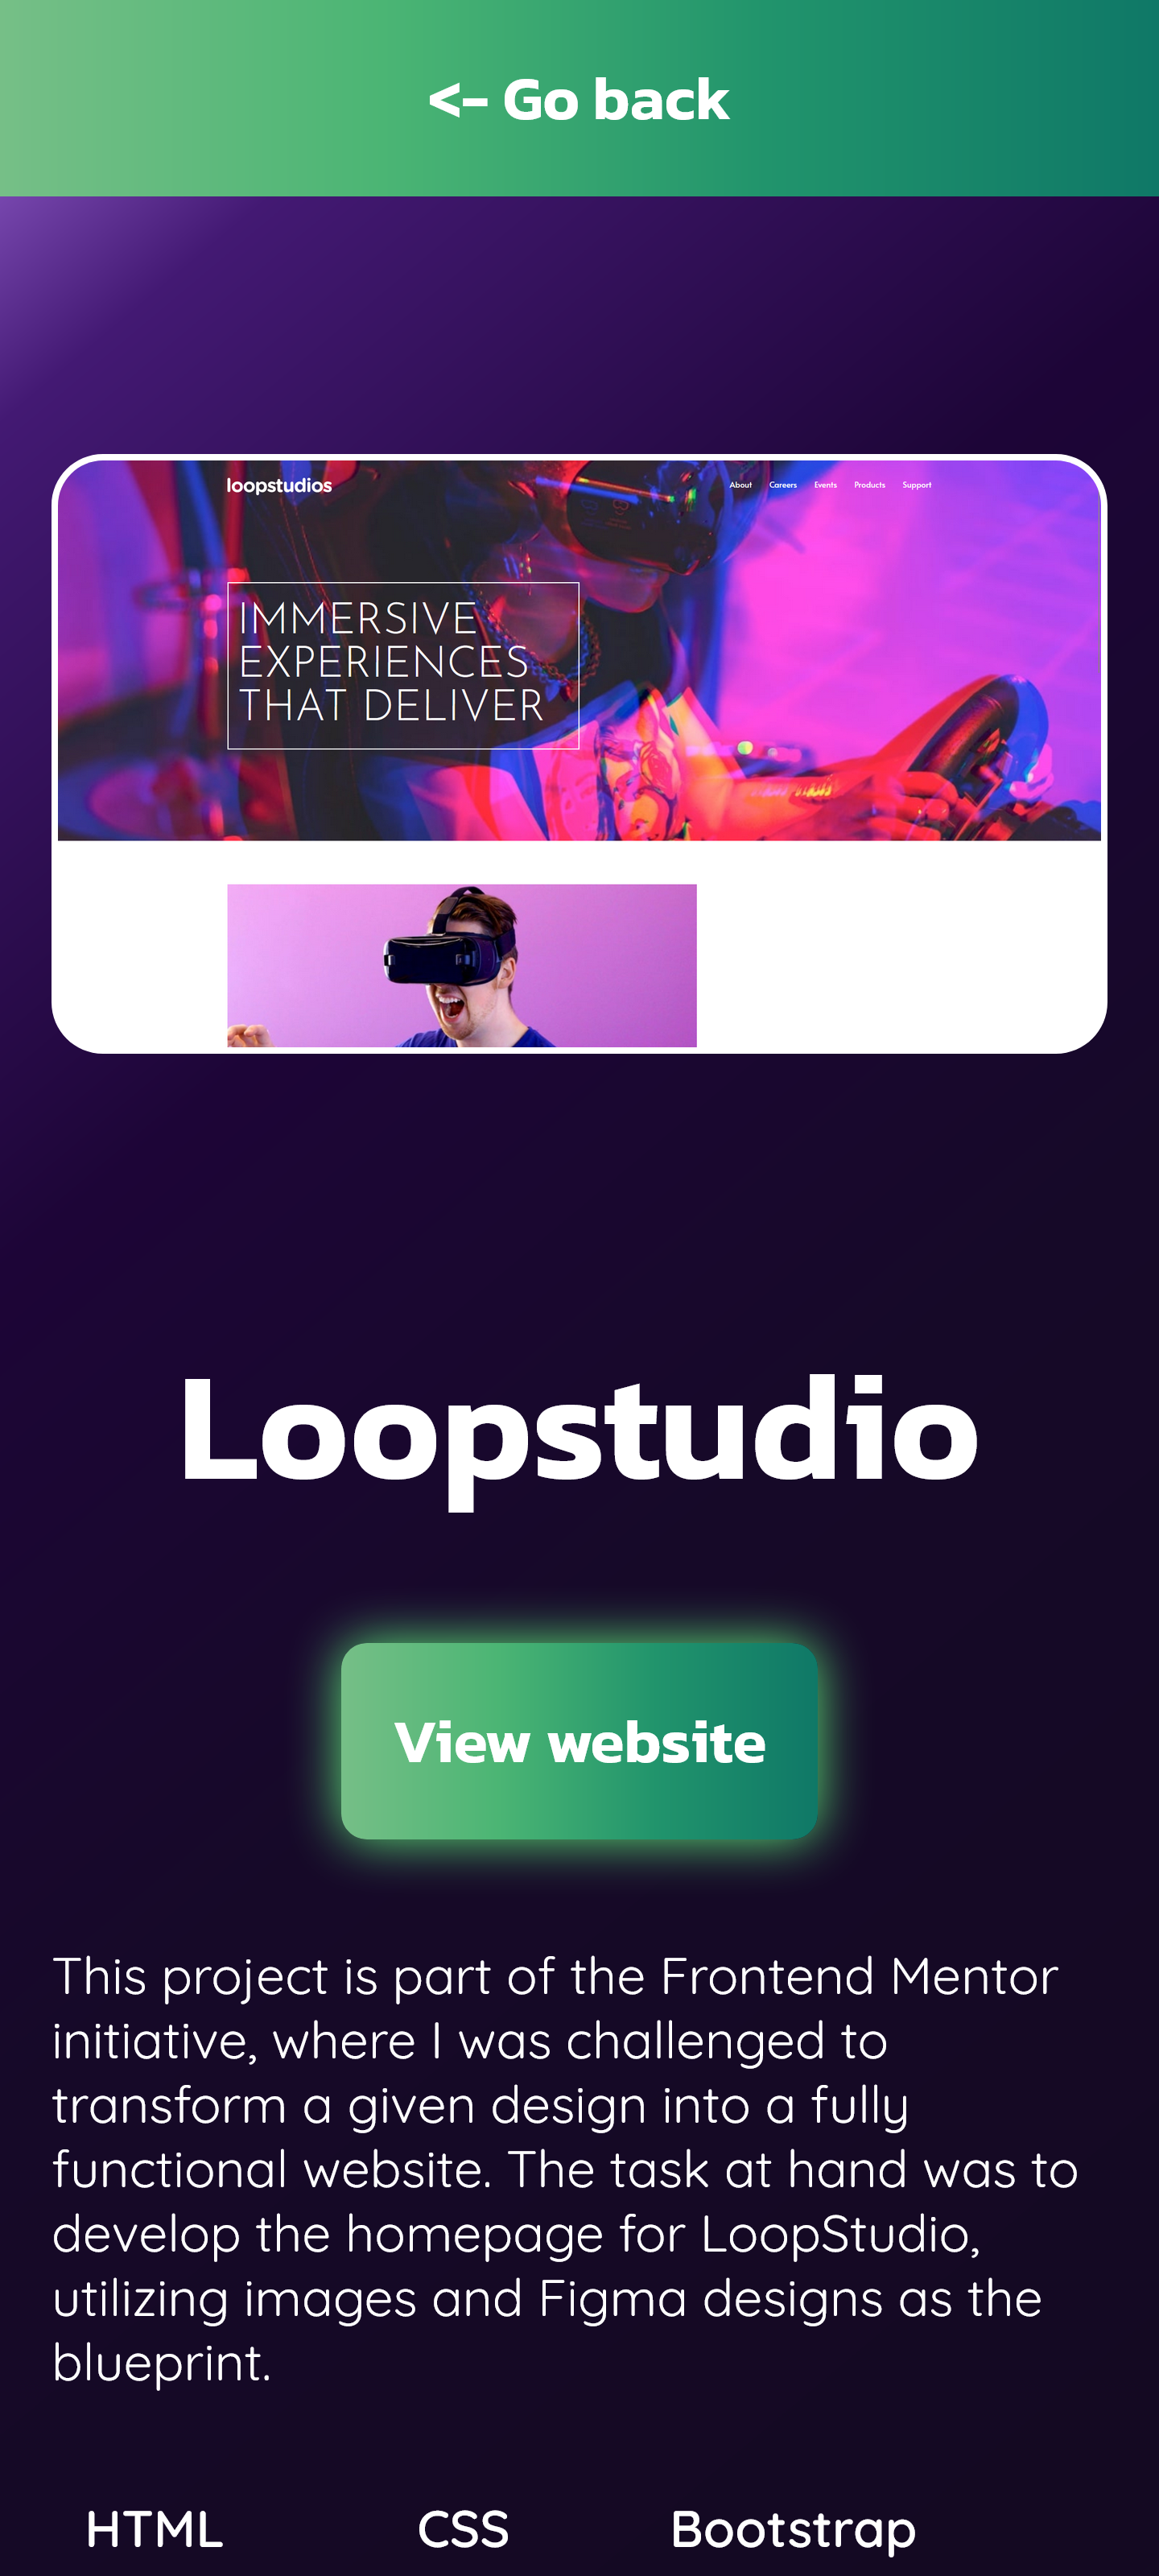 <- Go back
loopstudios
About Careers Events Products Support
IMMERSIVE
EXPERIENCES
THAT DELIVER
Loopstudio
View website
This project is part of the Frontend Mentor
initiative, where I was challenged to
transform a given design into a fully
functional website. The task at hand was to
develop the homepage for LoopStudio,
utilizing images and Figma designs as the
blueprint.
HTML CSS Bootstrap